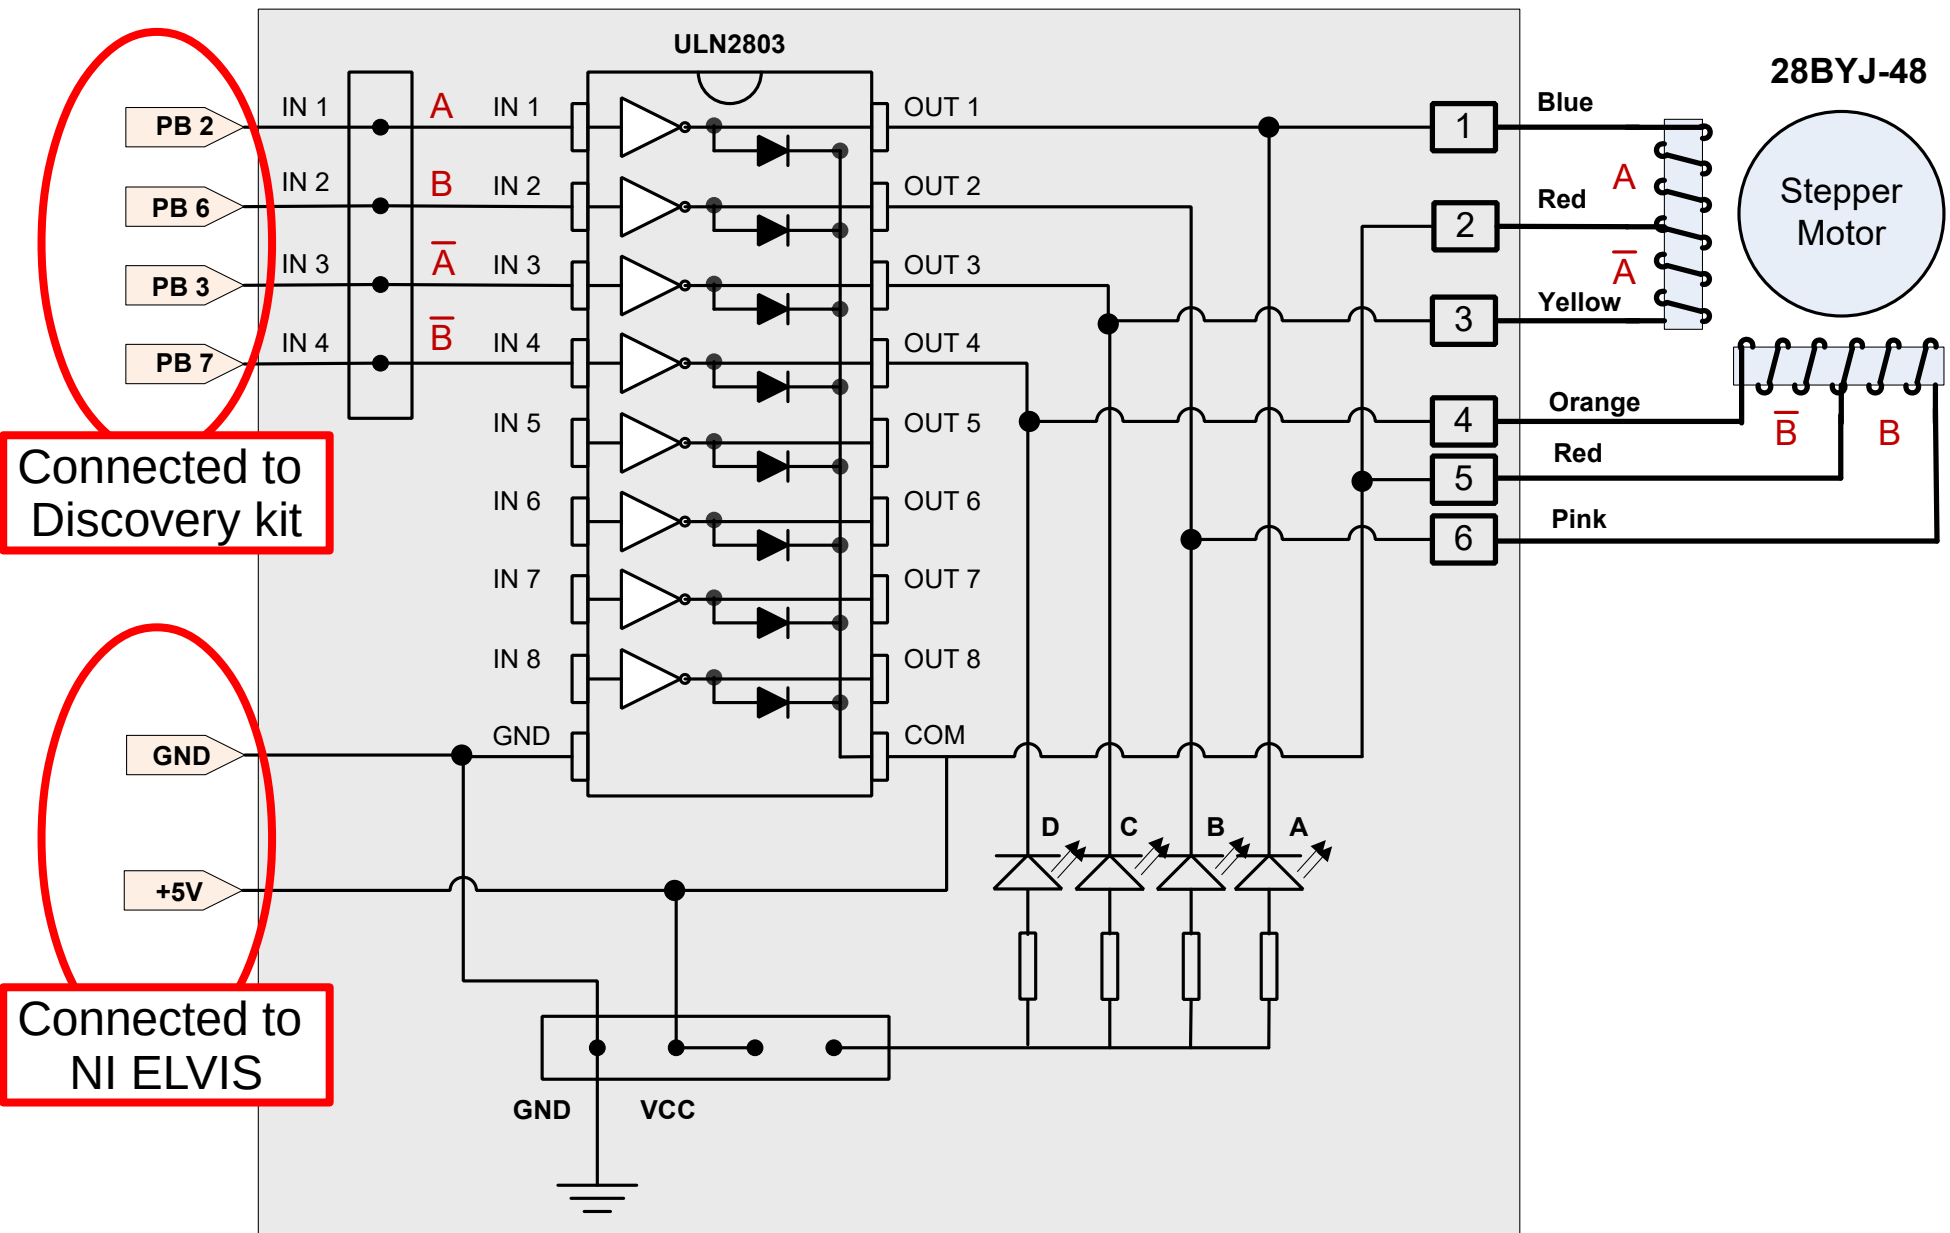 ULN2803
28BYJ-48
PB 2
IN 1
A
IN 1
OUT 1
1
Blue
PB 6
IN 2
B
IN 2
OUT 2
2
Red
A
Stepper
Motor
PB 3
IN 3
A̅
IN 3
OUT 3
3
Yellow
A̅
PB 7
IN 4
B̅
IN 4
OUT 4
4
Orange
B̅
B
IN 5
OUT 5
5
Red
Connected to
Discovery kit
IN 6
OUT 6
6
Pink
IN 7
OUT 7
IN 8
OUT 8
GND
GND
COM
D
C
B
A
+5V
Connected to
NI ELVIS
GND
VCC